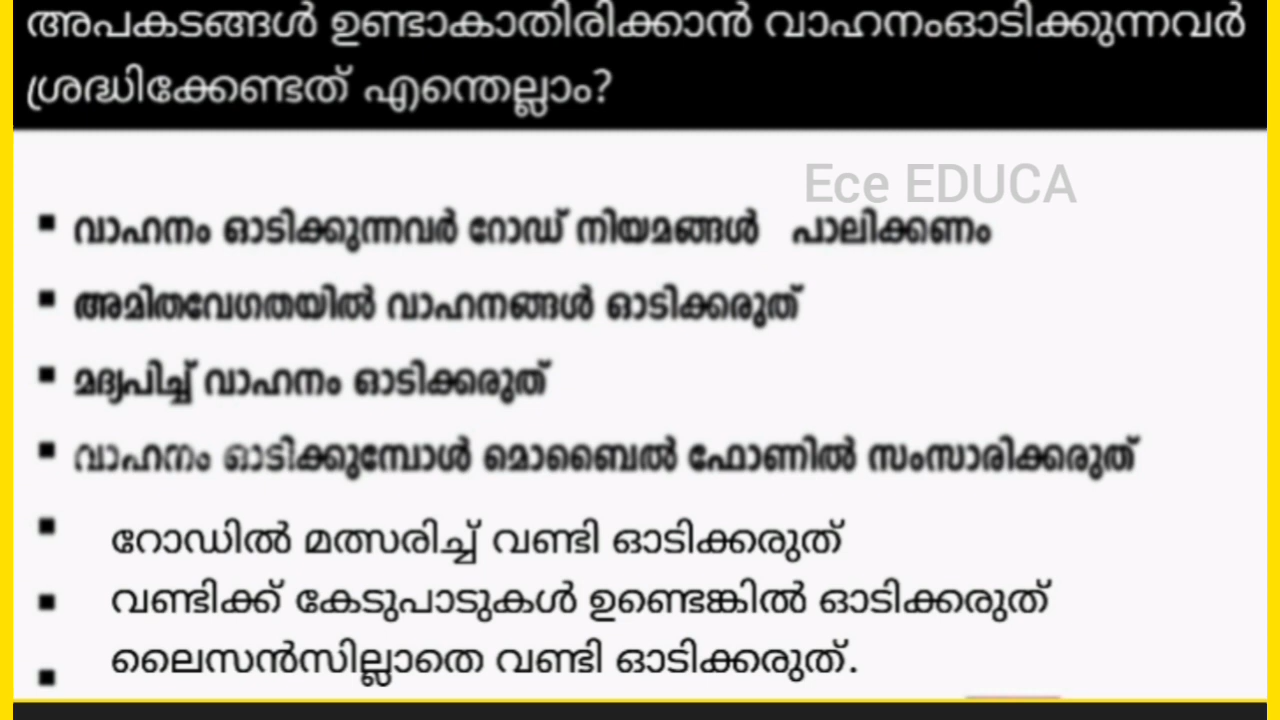 അപകടങ്ങൾ ഉണ്ടാകാതിരിക്കാൻ വാഹനംഓടിക്കുന്നവർ
ശ്രദ്ധിക്കേണ്ടത് എന്തെല്ലാം?
Ece EDUCA
▪ വാഹനം ഓടിക്കുന്നവർ റോഡ് നിയമങ്ങൾ പാലിക്കണം
▪ അമിതവേഗതയിൽ വാഹനങ്ങൾ ഓടിക്കരുത്
▪ മദ്യപിച്ച് വാഹനം ഓടിക്കരുത്
▪ വാഹനം ഓടിക്കുമ്പോൾ മൊബൈൽ ഫോണിൽ സംസാരിക്കരുത്
▪ റോഡിൽ മത്സരിച്ച് വണ്ടി ഓടിക്കരുത്
▪ വണ്ടിക്ക് കേടുപാടുകൾ ഉണ്ടെങ്കിൽ ഓടിക്കരുത്
▪ ലൈസൻസില്ലാതെ വണ്ടി ഓടിക്കരുത്.